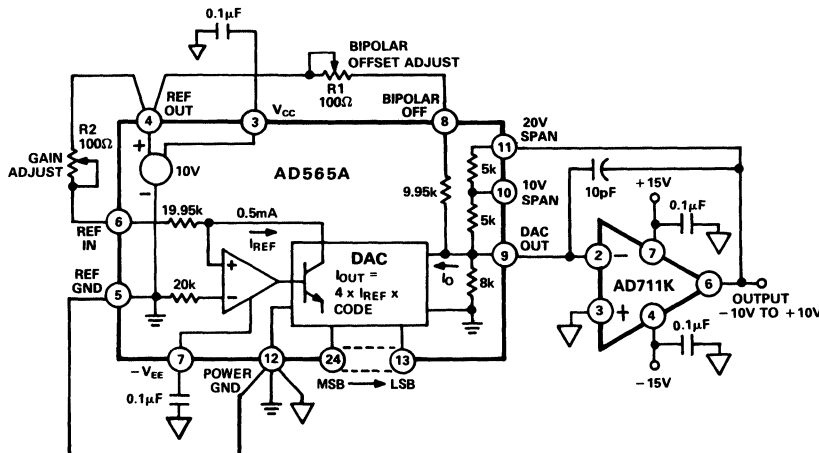 0.1µF
BIPOLAR
OFFSET ADJUST
R1
100Ω
REF
OUT
4
VCC
3
BIPOLAR
OFF
8
20V
SPAN
11
R2
100Ω
GAIN
ADJUST
+
10V
−
AD565A
9.95k
5k
10
10V
SPAN
5k
10pF
+15V
0.1µF
6
REF
IN
19.95k
0.5mA
IREF
DAC
OUT
9
DAC
IOUT =
4 x IREF x
CODE
IO
8k
2
−
7
AD711K
6
OUTPUT
−10V TO +10V
3
+
4
0.1µF
−15V
REF
GND
5
20k
+
−
−VEE
7
POWER
GND
12
24
13
MSB
LSB
0.1µF